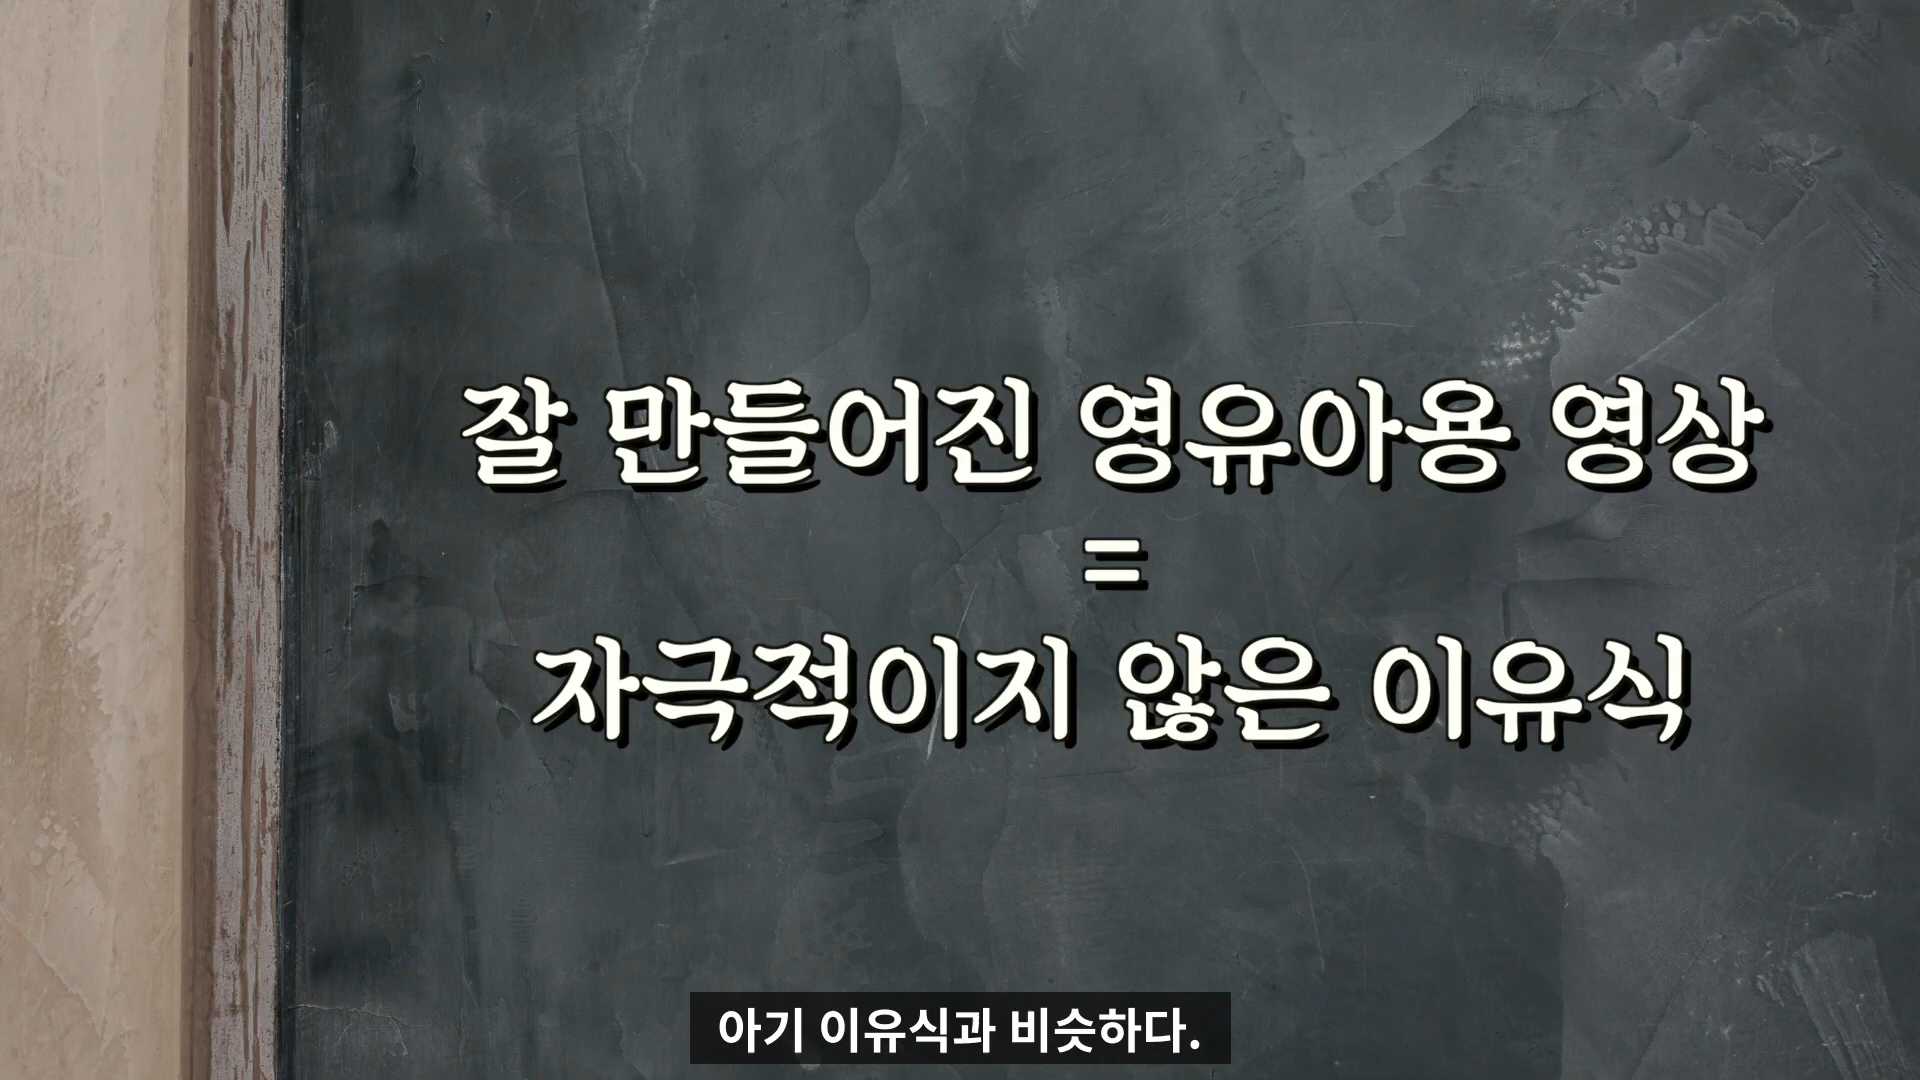 잘 만들어진 영유아용 영상
=
자극적이지 않은 이유식
아기 이유식과 비슷하다.